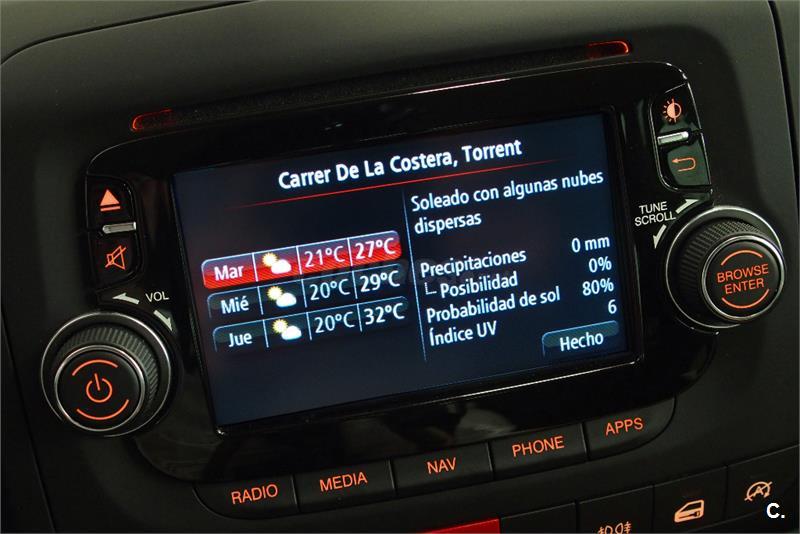 Carrer De La Costera, Torrent
Mar 21°C 27°C
Mié 20°C 29°C
Jue 20°C 32°C
Soleado con algunas nubes
dispersas
Precipitaciones 0 mm
Posibilidad 0%
Probabilidad de sol 80%
Índice UV 6
Hecho
VOL
TUNE
SCROLL
BROWSE
ENTER
RADIO
MEDIA
NAV
PHONE
APPS
C.